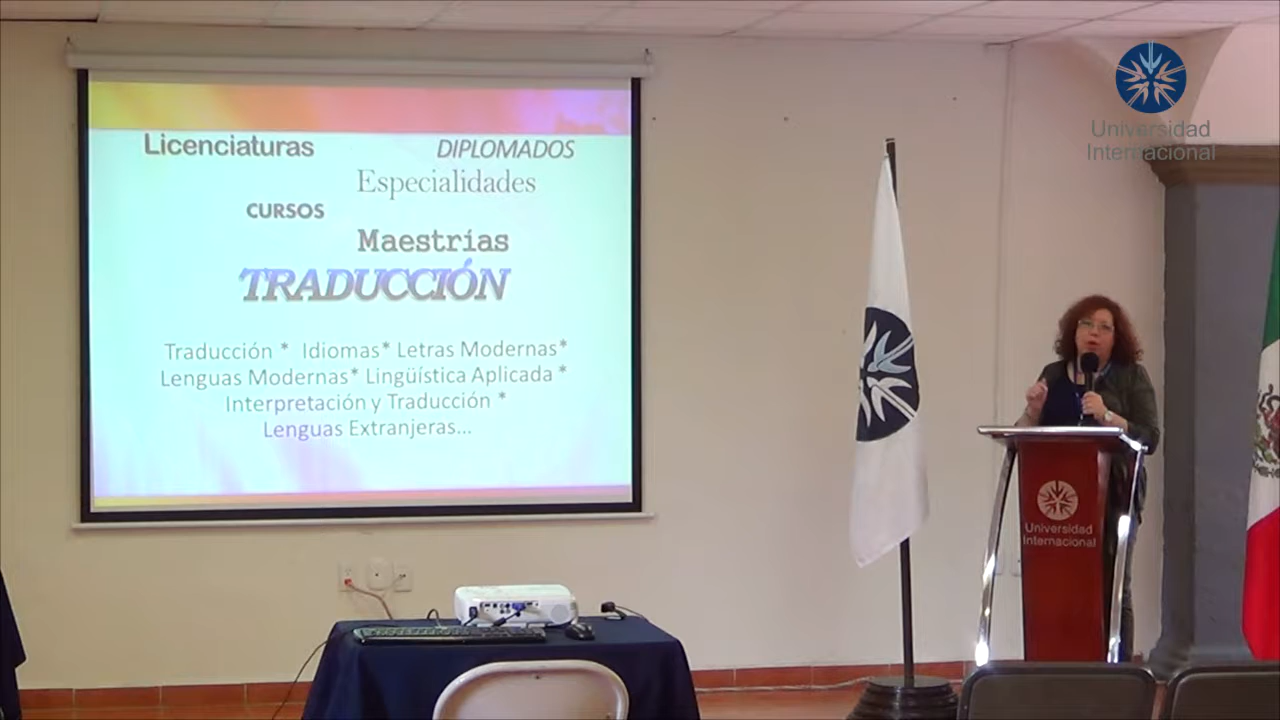 Licenciaturas
DIPLOMADOS
Especialidades
CURSOS
Maestrías
TRADUCCIÓN
Traducción * Idiomas* Letras Modernas*
Lenguas Modernas* Lingüística Aplicada *
Interpretación y Traducción *
Lenguas Extranjeras...
Universidad
Internacional
Universidad
Internacional